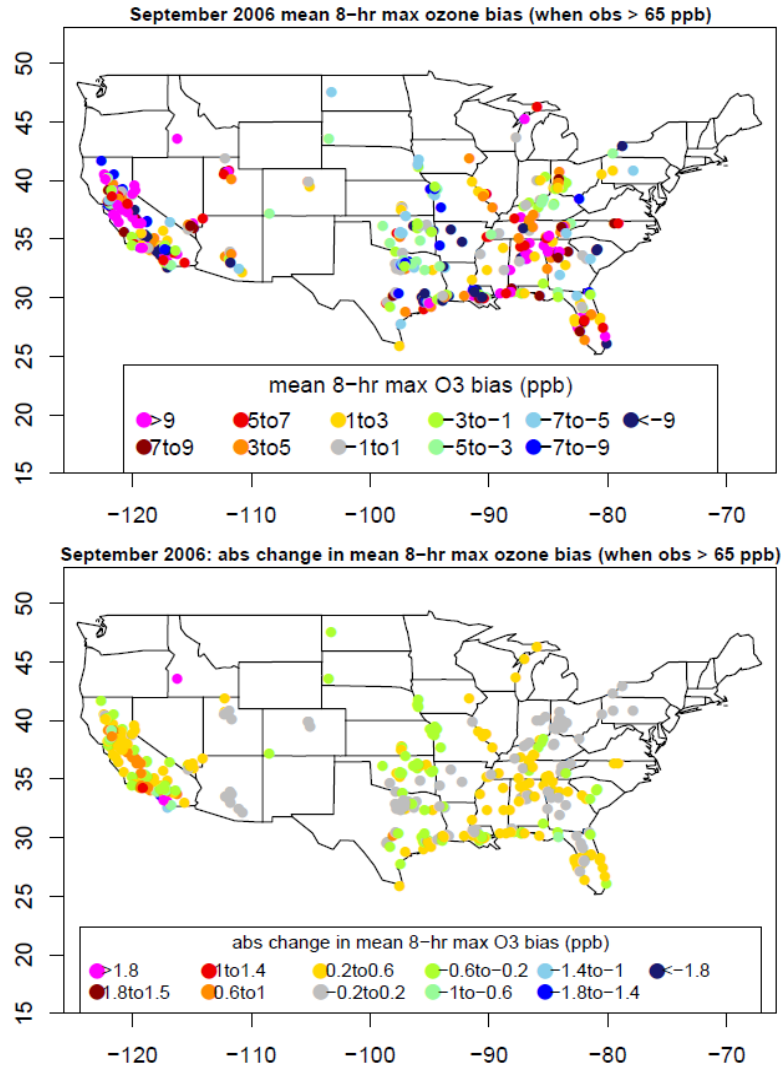 September 2006 mean 8−hr max ozone bias (when obs > 65 ppb)
50
45
40
35
30
25
20
15
mean 8−hr max O3 bias (ppb)
>9 5to7 1to3 −3to−1 −7to−5 <−9
7to9 3to5 −1to1 −5to−3 −7to−9
−120 −110 −100 −90 −80 −70
September 2006: abs change in mean 8−hr max ozone bias (when obs > 65 ppb)
50
45
40
35
30
25
20
15
abs change in mean 8−hr max O3 bias (ppb)
>1.8 1to1.4 0.2to0.6 −0.6to−0.2 −1.4to−1 <−1.8
1.8to1.5 0.6to1 −0.2to0.2 −1to−0.6 −1.8to−1.4
−120 −110 −100 −90 −80 −70